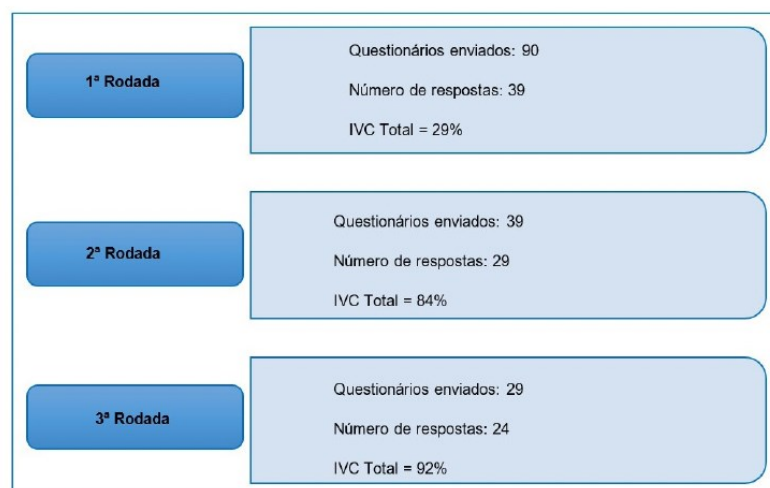 1ª Rodada
Questionários enviados: 90
Número de respostas: 39
IVC Total = 29%
2ª Rodada
Questionários enviados: 39
Número de respostas: 29
IVC Total = 84%
3ª Rodada
Questionários enviados: 29
Número de respostas: 24
IVC Total = 92%